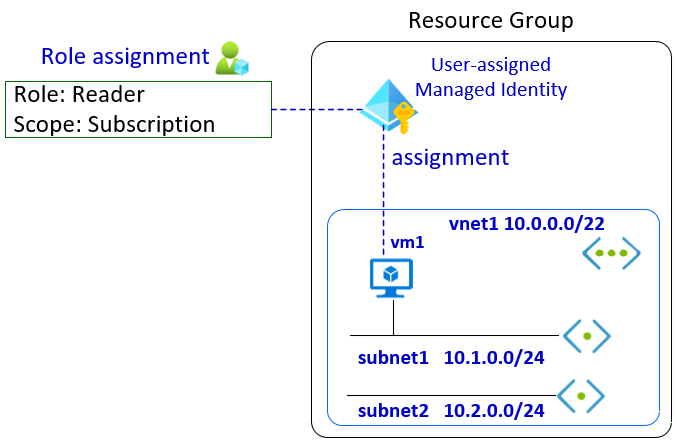 Resource Group
Role assignment
Role: Reader
Scope: Subscription
User-assigned
Managed Identity
assignment
vnet1 10.0.0.0/22
vm1
subnet1 10.1.0.0/24
subnet2 10.2.0.0/24